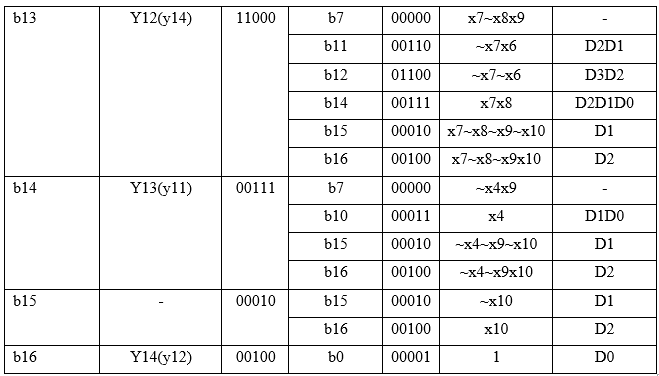 b13 Y12(y14) 11000 b7 00000 x7~x8x9 -
b11 00110 ~x7x6 D2D1
b12 01100 ~x7~x6 D3D2
b14 00111 x7x8 D2D1D0
b15 00010 x7~x8~x9~x10 D1
b16 00100 x7~x8~x9x10 D2
b14 Y13(y11) 00111 b7 00000 ~x4x9 -
b10 00011 x4 D1D0
b15 00010 ~x4~x9~x10 D1
b16 00100 ~x4~x9x10 D2
b15 - 00010 b15 00010 ~x10 D1
b16 00100 x10 D2
b16 Y14(y12) 00100 b0 00001 1 D0